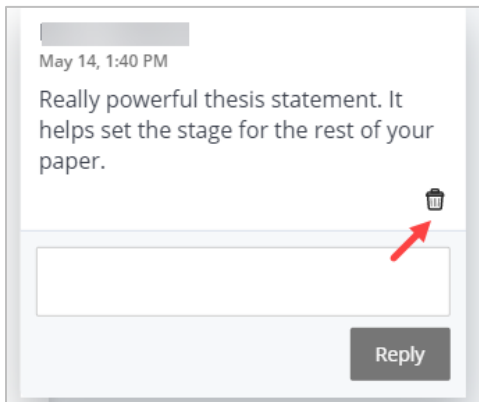 May 14, 1:40 PM
Really powerful thesis statement. It
helps set the stage for the rest of your
paper.
Reply